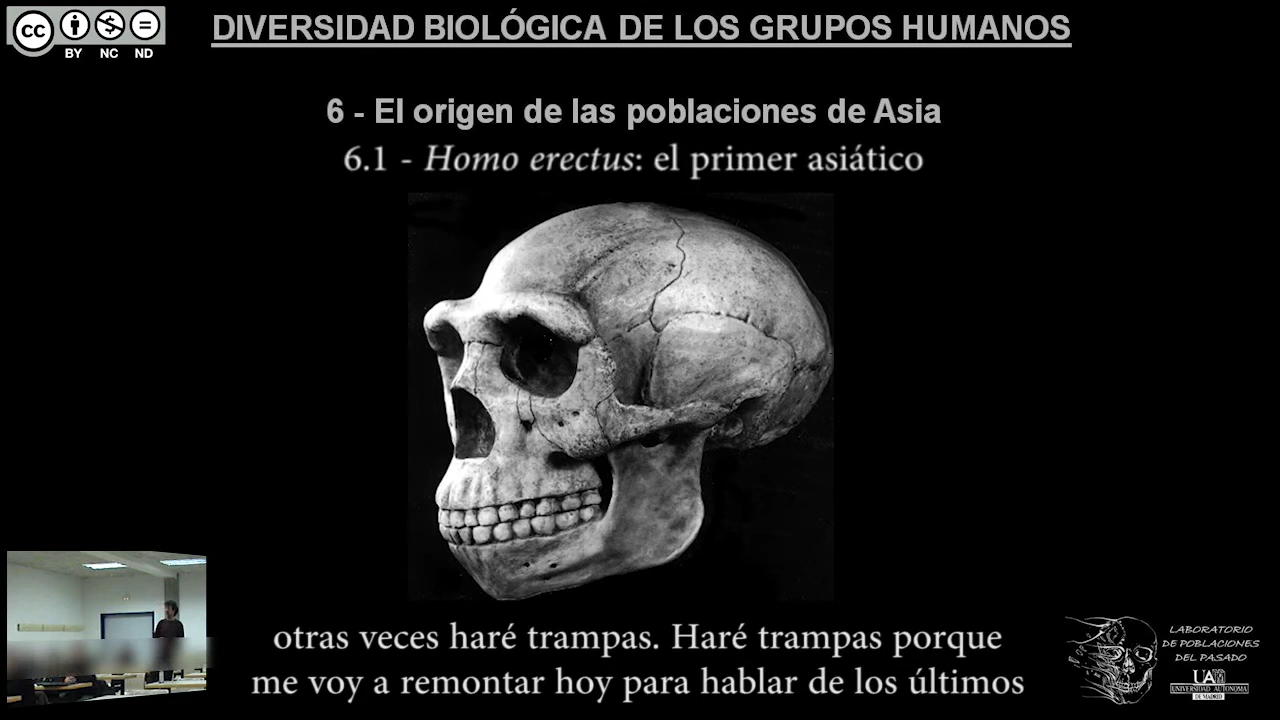 cc
BY NC ND
DIVERSIDAD BIOLÓGICA DE LOS GRUPOS HUMANOS
6 - El origen de las poblaciones de Asia
6.1 - Homo erectus: el primer asiático
otras veces haré trampas. Haré trampas porque
me voy a remontar hoy para hablar de los últimos
LABORATORIO
DE POBLACIONES
DEL PASADO
UAM
UNIVERSIDAD AUTONOMA
DE MADRID